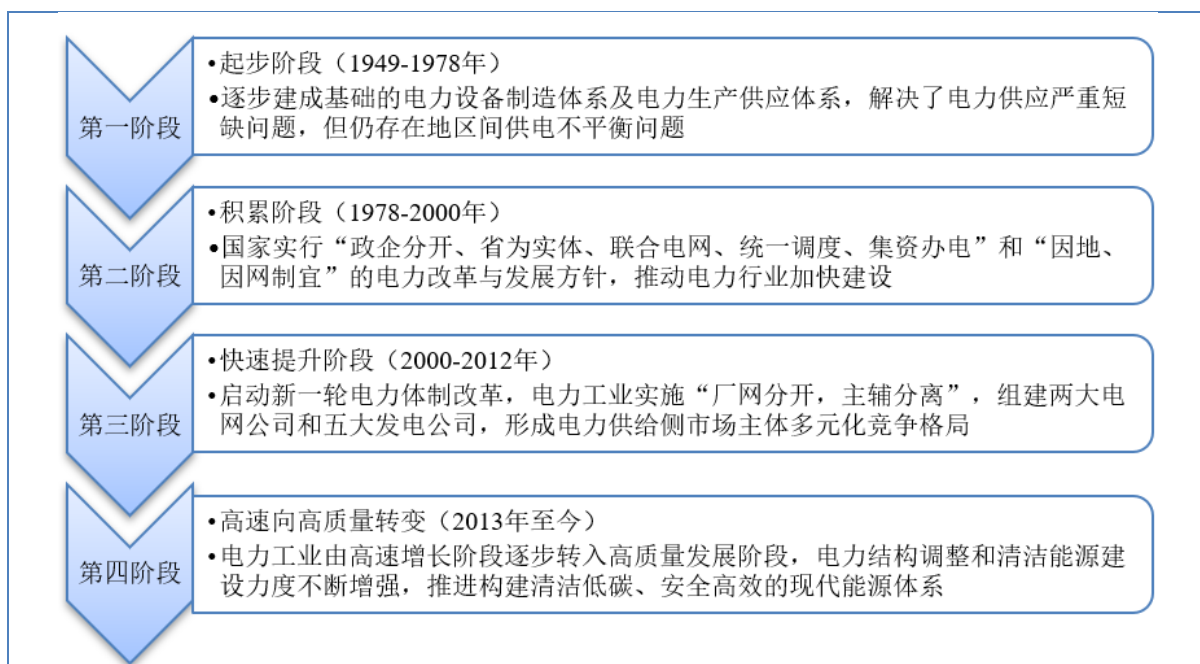 第一阶段
•起步阶段（1949-1978年）
•逐步建成基础的电力设备制造体系及电力生产供应体系，解决了电力供应严重短
缺问题，但仍存在地区间供电不平衡问题
第二阶段
•积累阶段（1978-2000年）
•国家实行“政企分开、省为实体、联合电网、统一调度、集资办电”和“因地、
因网制宜”的电力改革与发展方针，推动电力行业加快建设
第三阶段
•快速提升阶段（2000-2012年）
•启动新一轮电力体制改革，电力工业实施“厂网分开，主辅分离”，组建两大电
网公司和五大发电公司，形成电力供给侧市场主体多元化竞争格局
第四阶段
•高速向高质量转变（2013年至今）
•电力工业由高速增长阶段逐步转入高质量发展阶段，电力结构调整和清洁能源建
设力度不断增强，推进构建清洁低碳、安全高效的现代能源体系